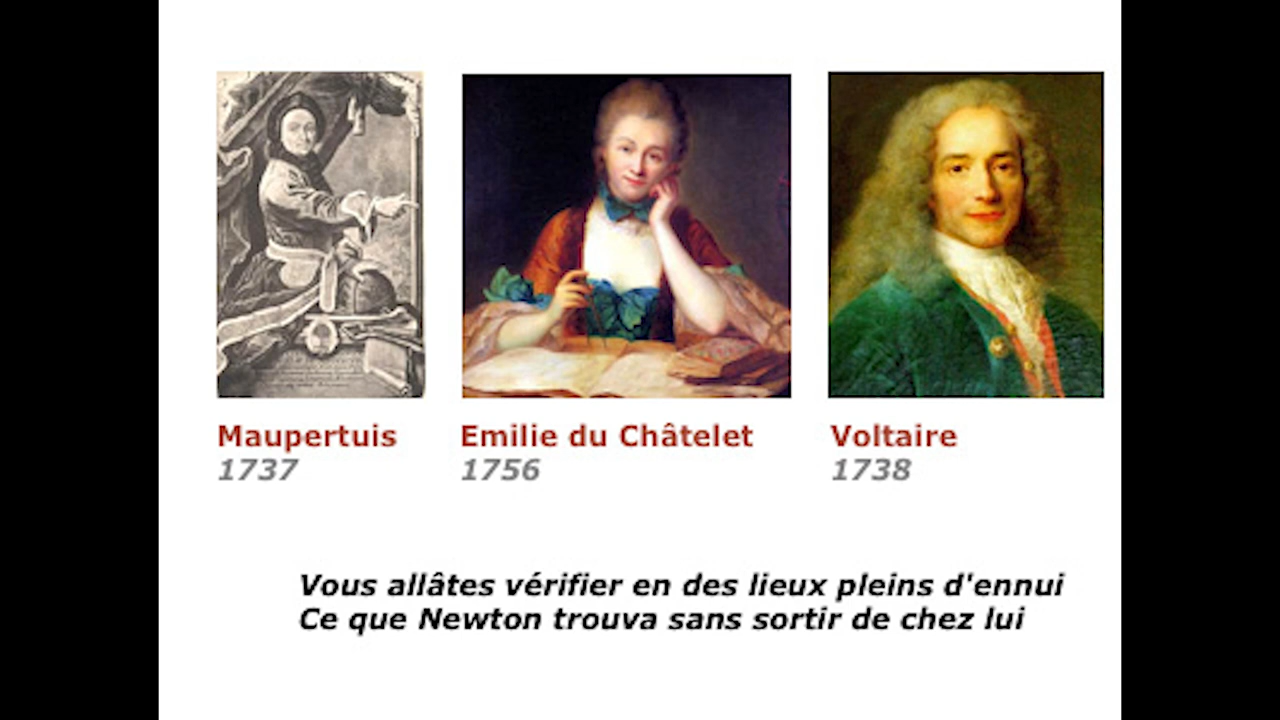 Maupertuis
1737
Emilie du Châtelet
1756
Voltaire
1738
Vous allâtes vérifier en des lieux pleins d'ennui
Ce que Newton trouva sans sortir de chez lui